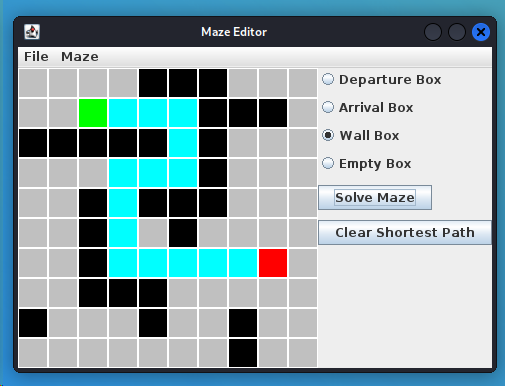 Maze Editor
File Maze
Departure Box
Arrival Box
Wall Box
Empty Box
Solve Maze
Clear Shortest Path